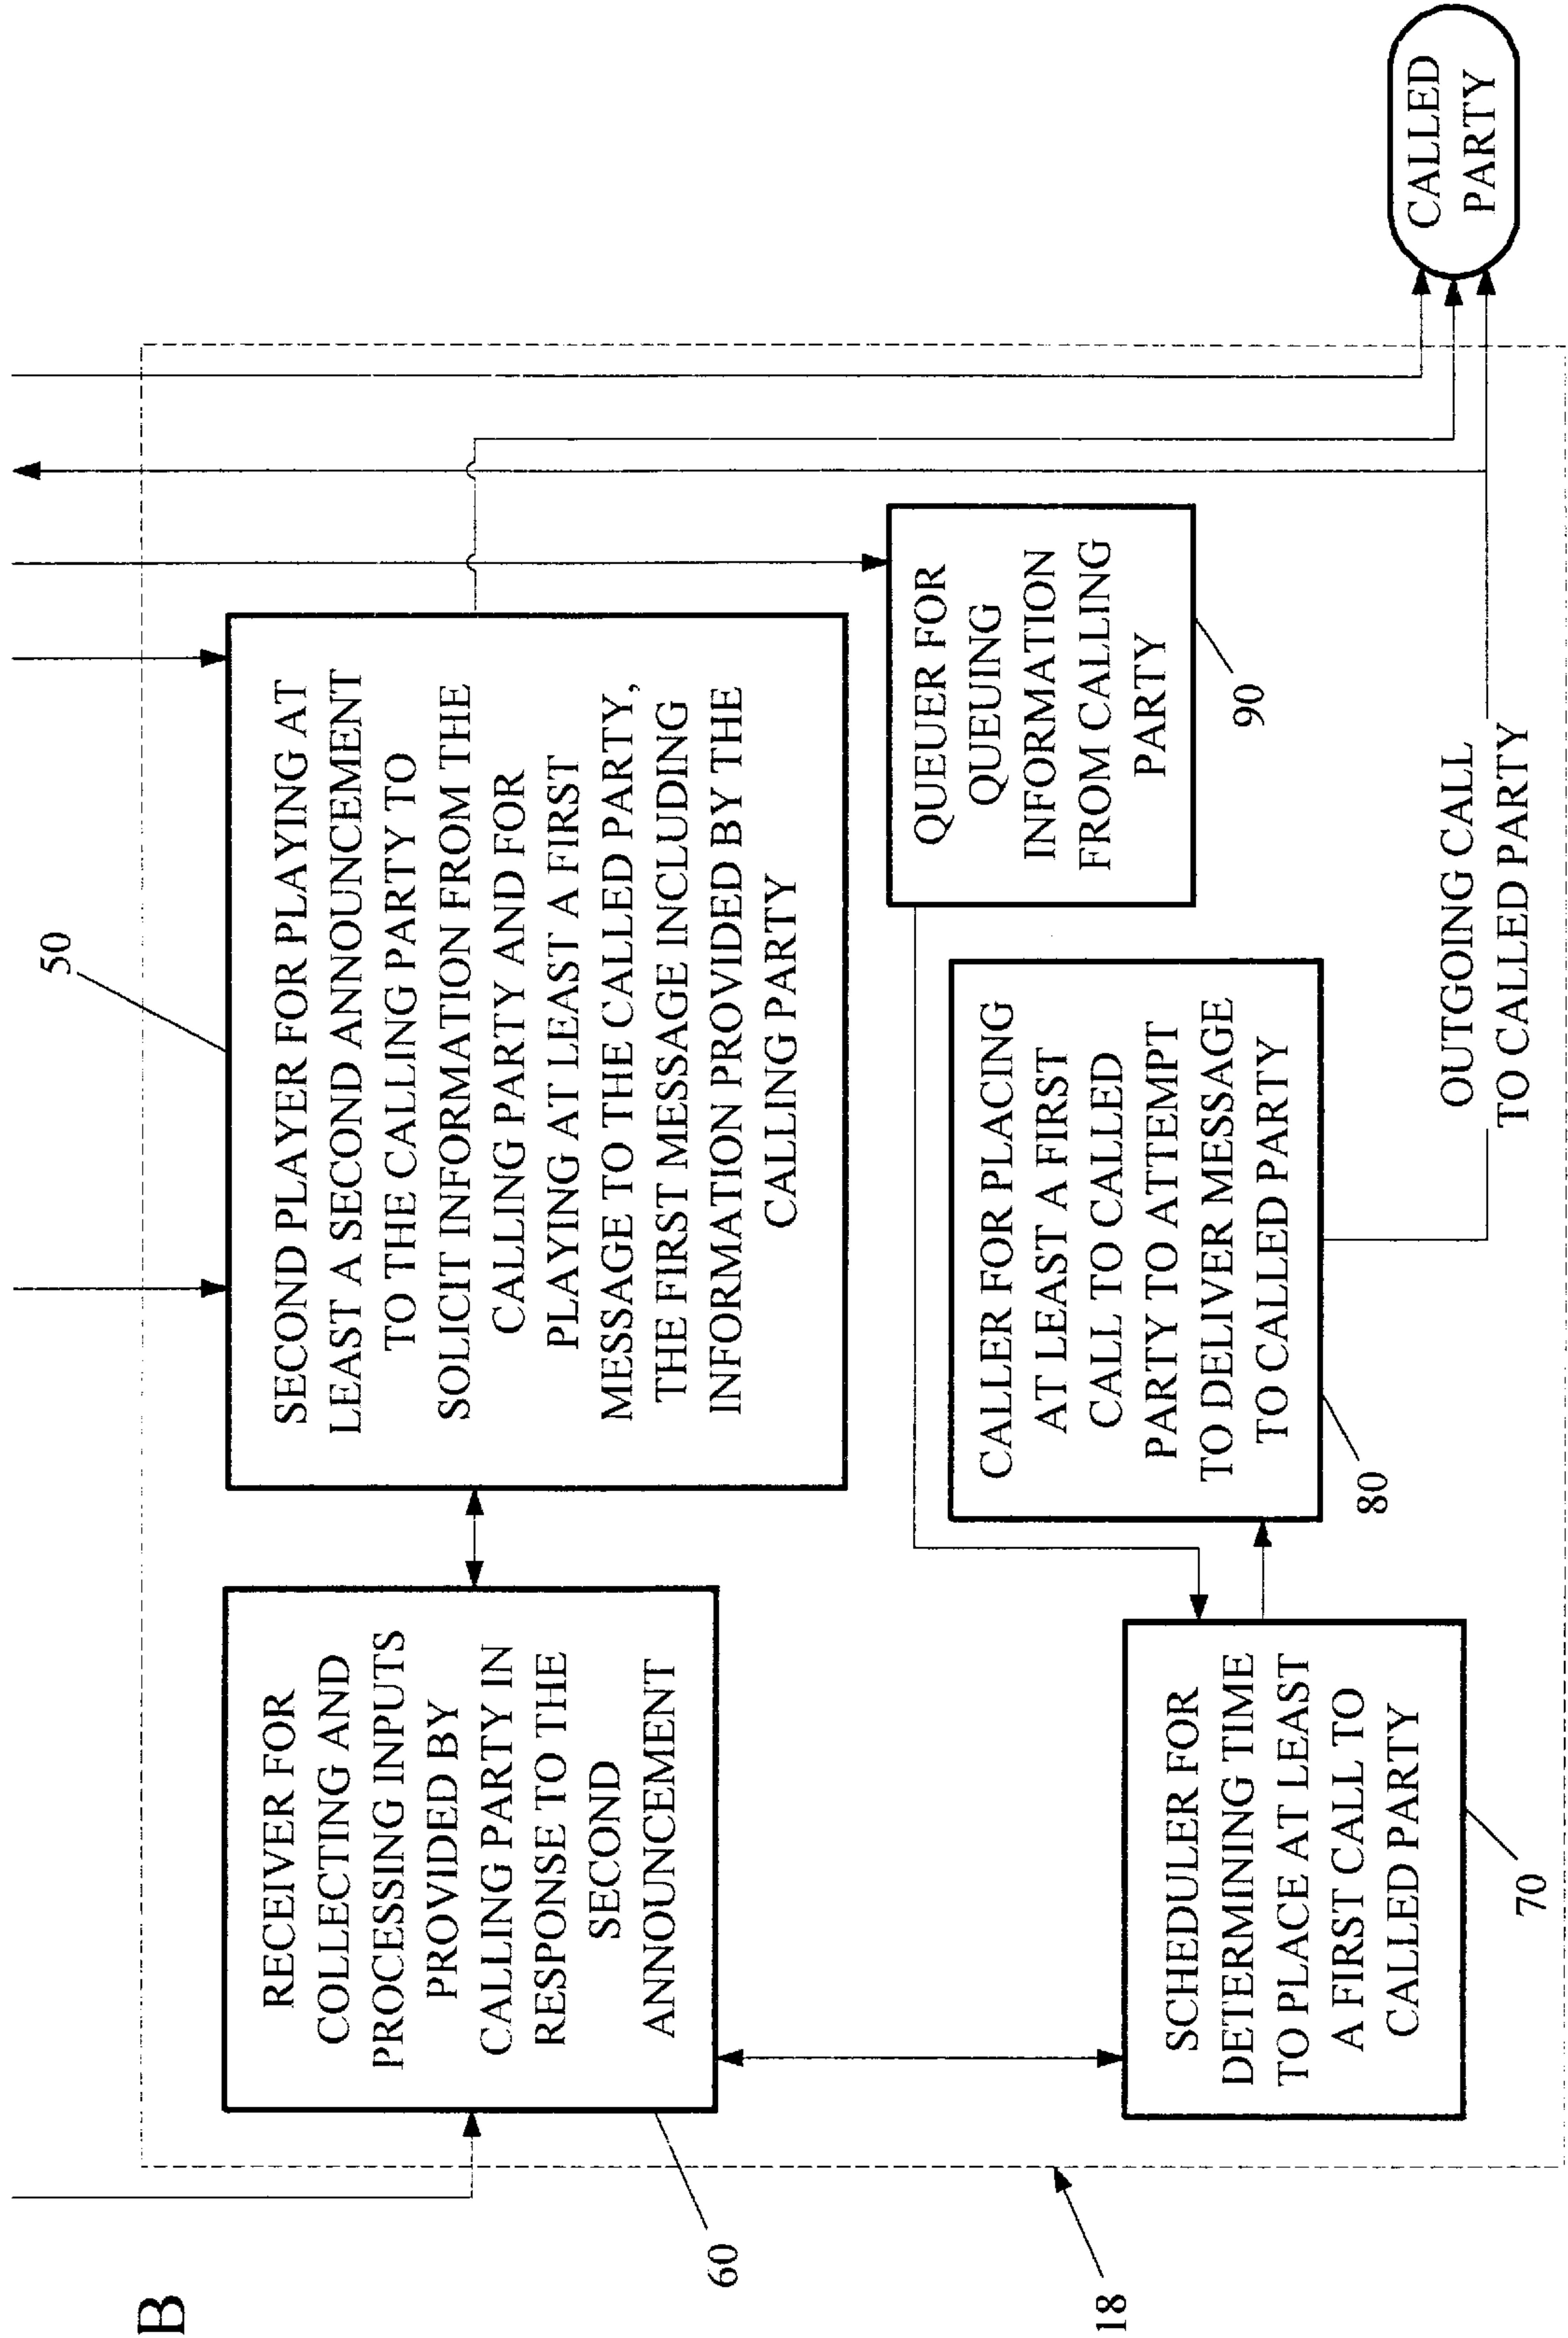 B
50
RECEIVER FOR
COLLECTING AND
PROCESSING INPUTS
PROVIDED BY
CALLING PARTY IN
RESPONSE TO THE
SECOND
ANNOUNCEMENT
60
SECOND PLAYER FOR PLAYING AT
LEAST A SECOND ANNOUNCEMENT
TO THE CALLING PARTY TO
SOLICIT INFORMATION FROM THE
CALLING PARTY AND FOR
PLAYING AT LEAST A FIRST
MESSAGE TO THE CALLED PARTY,
THE FIRST MESSAGE INCLUDING
INFORMATION PROVIDED BY THE
CALLING PARTY
QUEUER FOR
QUEUING
INFORMATION
FROM CALLING
PARTY
90
CALLER FOR PLACING
AT LEAST A FIRST
CALL TO CALLED
PARTY TO ATTEMPT
TO DELIVER MESSAGE
TO CALLED PARTY
80
18
SCHEDULER FOR
DETERMINING TIME
TO PLACE AT LEAST
A FIRST CALL TO
CALLED PARTY
70
OUTGOING CALL
TO CALLED PARTY
CALLED
PARTY